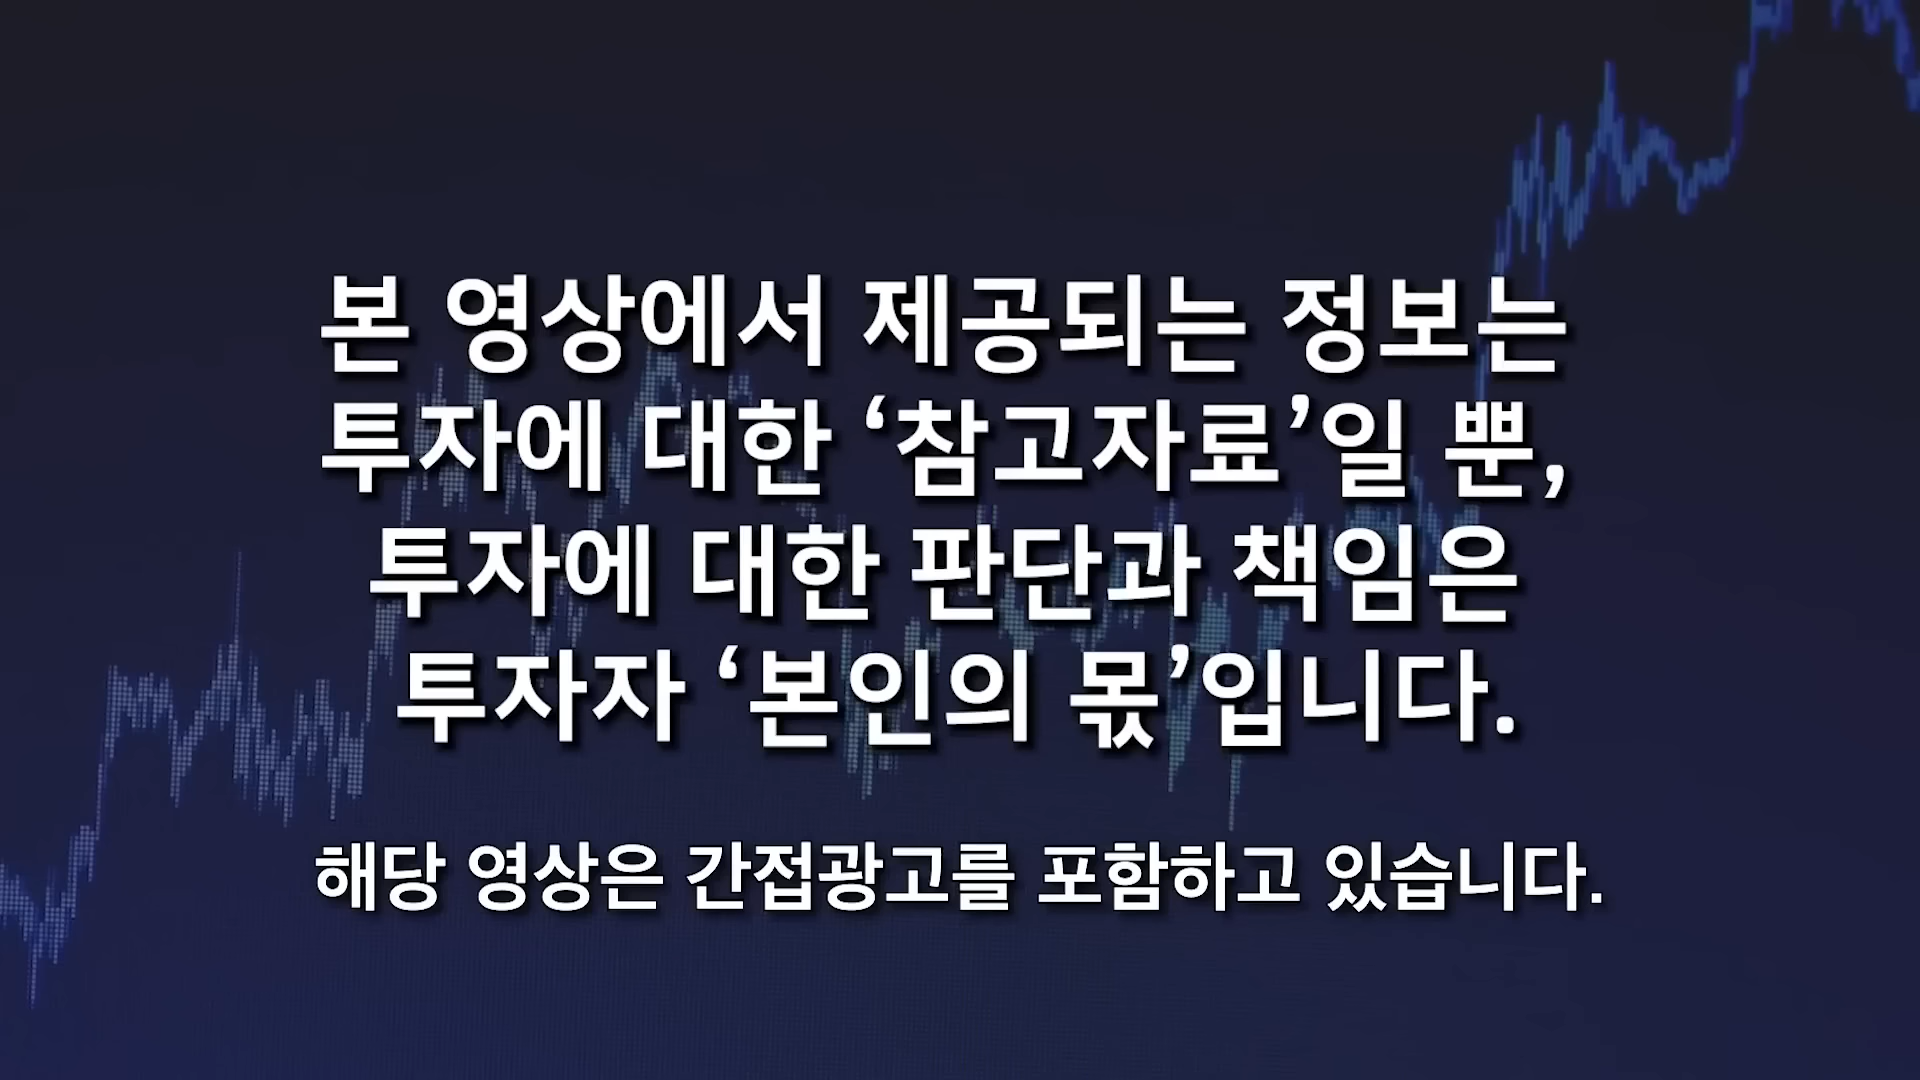 본 영상에서 제공되는 정보는
투자에 대한 ‘참고자료’일 뿐,
투자에 대한 판단과 책임은
투자자 ‘본인의 몫’입니다.
해당 영상은 간접광고를 포함하고 있습니다.